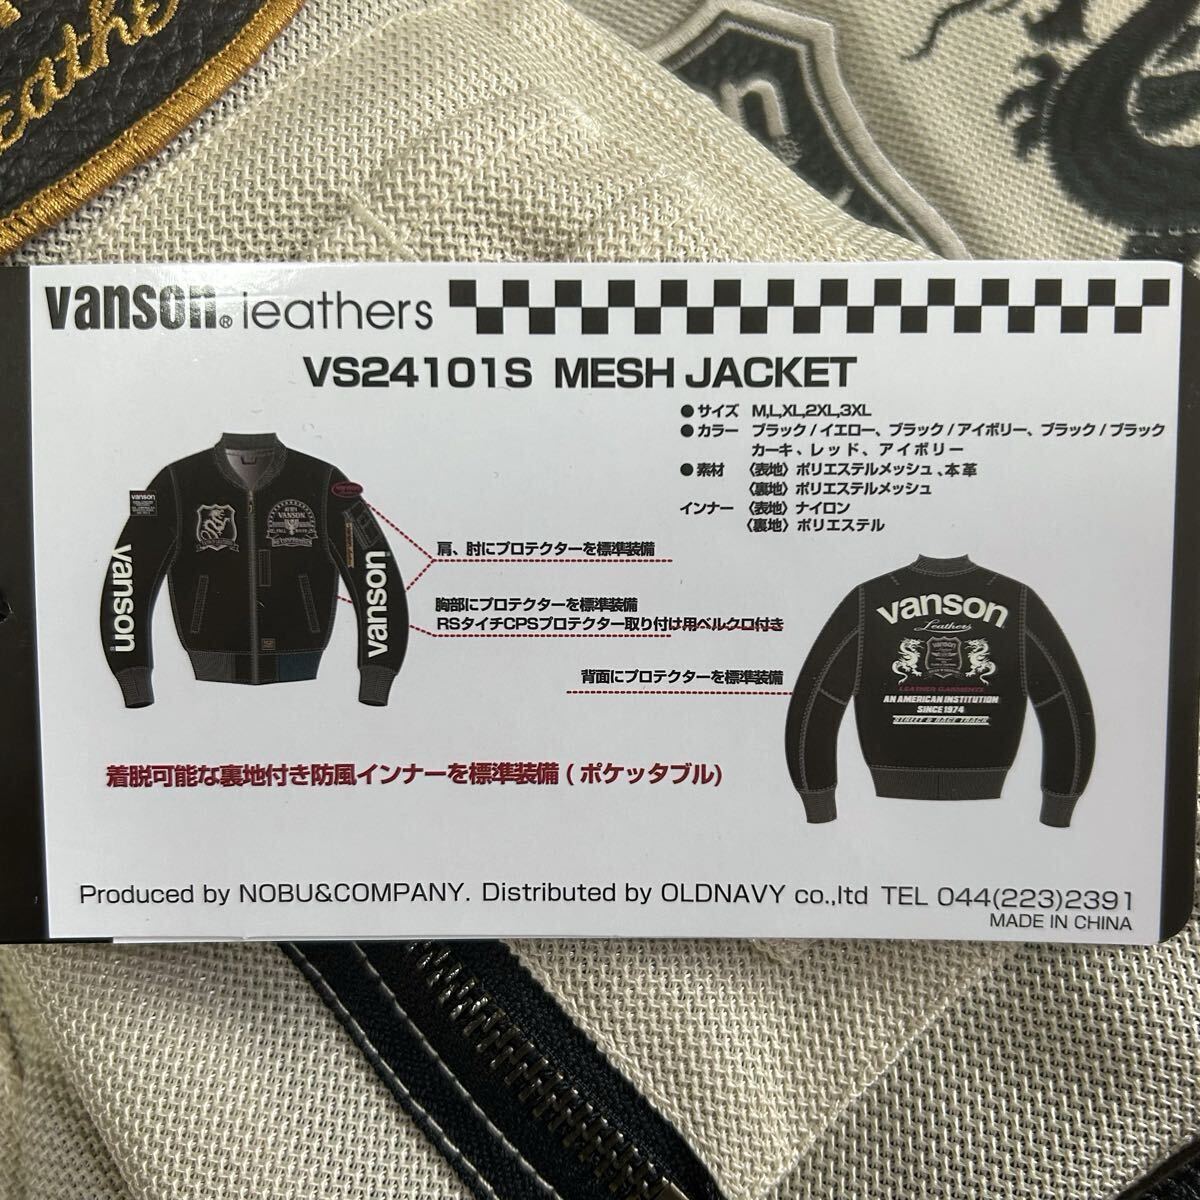 eather
vanson® leathers
VS24101S MESH JACKET
●サイズ M,L,XL,2XL,3XL
●カラー ブラック/イエロー、ブラック/アイボリー、ブラック/ブラック
カーキ、レッド、アイボリー
●素材 〈表地〉ポリエステルメッシュ、本革
〈裏地〉ポリエステルメッシュ
インナー 〈表地〉ナイロン
〈裏地〉ポリエステル
vanson
VANSON
vanson
vanson
肩、肘にプロテクターを標準装備
胸部にプロテクターを標準装備
RSタイチCPSプロテクター取り付け用ベルクロ付き
背面にプロテクターを標準装備
vanson
Leathers
vanson
LEATHER GARMENTS
AN AMERICAN INSTITUTION
SINCE 1974
STREET & RACE TRACK
着脱可能な裏地付き防風インナーを標準装備(ポケッタブル)
Produced by NOBU&COMPANY. Distributed by OLDNAVY co.,ltd TEL 044(223)2391
MADE IN CHINA